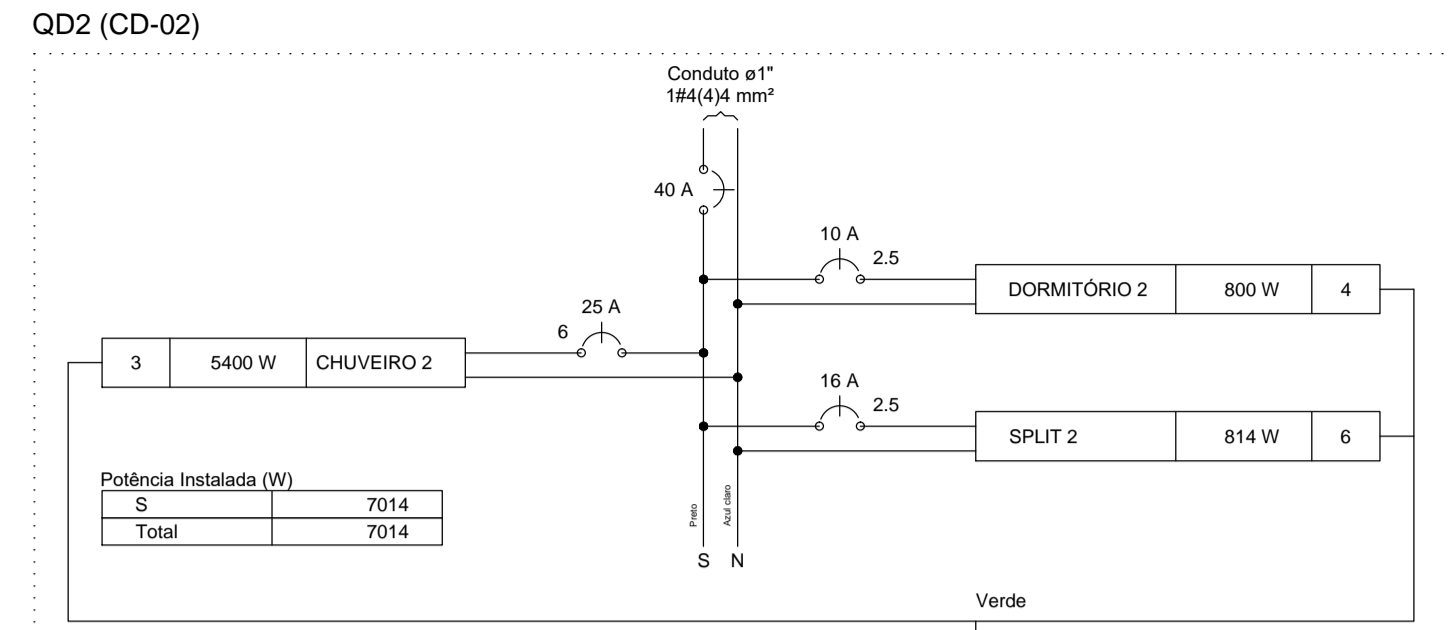 QD2 (CD-02)
Conduto ø1"
1#4(4)4 mm²
40 A
10 A
2.5
DORMITÓRIO 2 800 W 4
25 A
6
3 5400 W CHUVEIRO 2
16 A
2.5
SPLIT 2 814 W 6
Potência Instalada (W)
S 7014
Total 7014
Preto
Azul claro
S N
Verde